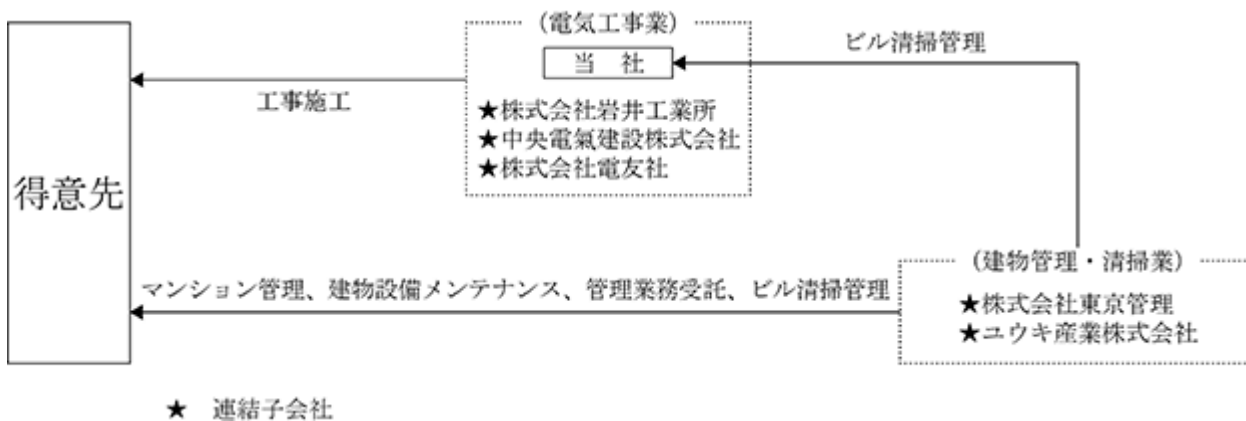 （電気工事業）
当　社
ビル清掃管理
工事施工
★株式会社岩井工業所
★中央電氣建設株式会社
★株式会社電友社
得意先
（建物管理・清掃業）
マンション管理、建物設備メンテナンス、管理業務受託、ビル清掃管理
★株式会社東京管理
★ユウキ産業株式会社
★　連結子会社